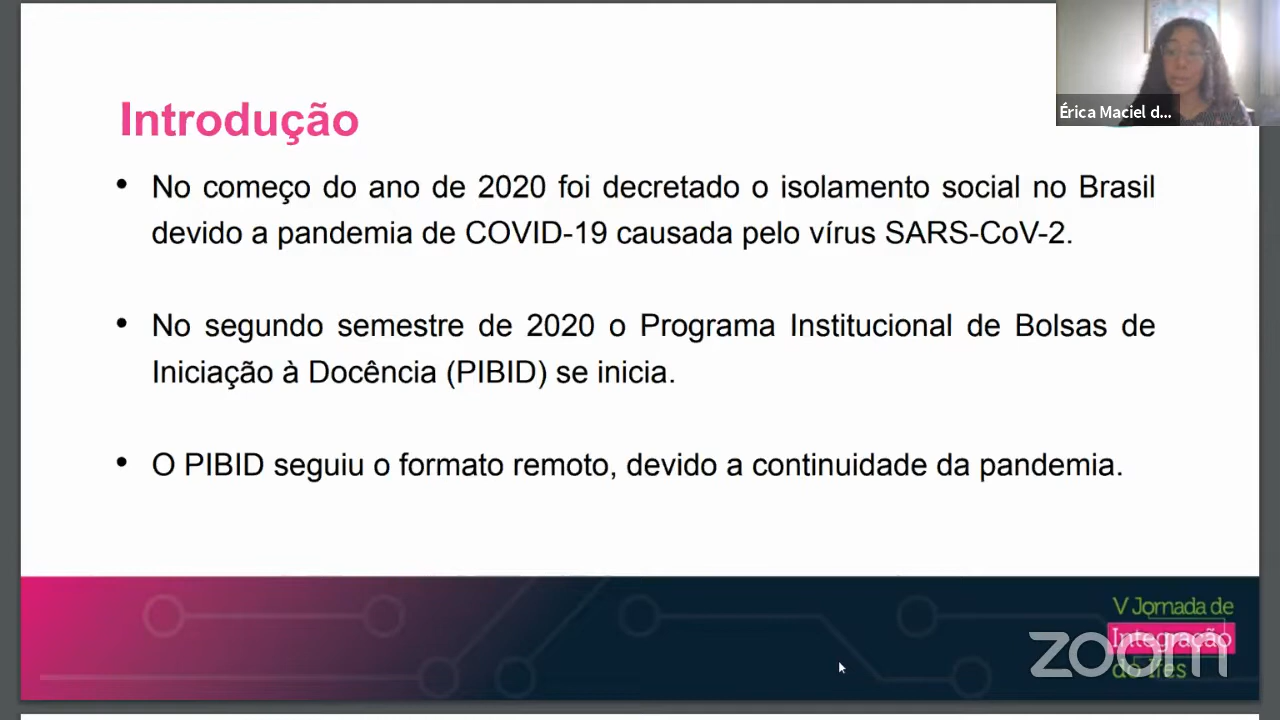 Érica Maciel d...
Introdução
• No começo do ano de 2020 foi decretado o isolamento social no Brasil
devido a pandemia de COVID-19 causada pelo vírus SARS-CoV-2.
• No segundo semestre de 2020 o Programa Institucional de Bolsas de
Iniciação à Docência (PIBID) se inicia.
• O PIBID seguiu o formato remoto, devido a continuidade da pandemia.
V Jornada de
Integração
do Ifes
zoom